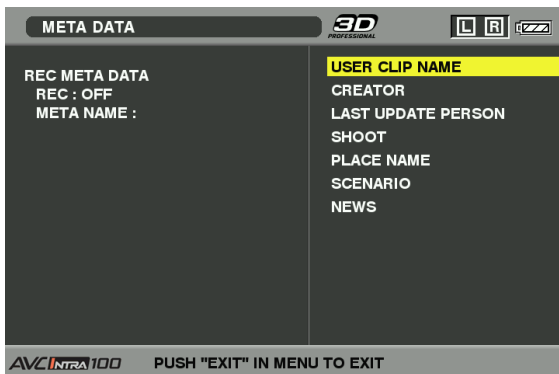 META DATA
3D
PROFESSIONAL
L R
REC META DATA
REC : OFF
META NAME :
USER CLIP NAME
CREATOR
LAST UPDATE PERSON
SHOOT
PLACE NAME
SCENARIO
NEWS
AVC INTRA 100 PUSH "EXIT" IN MENU TO EXIT